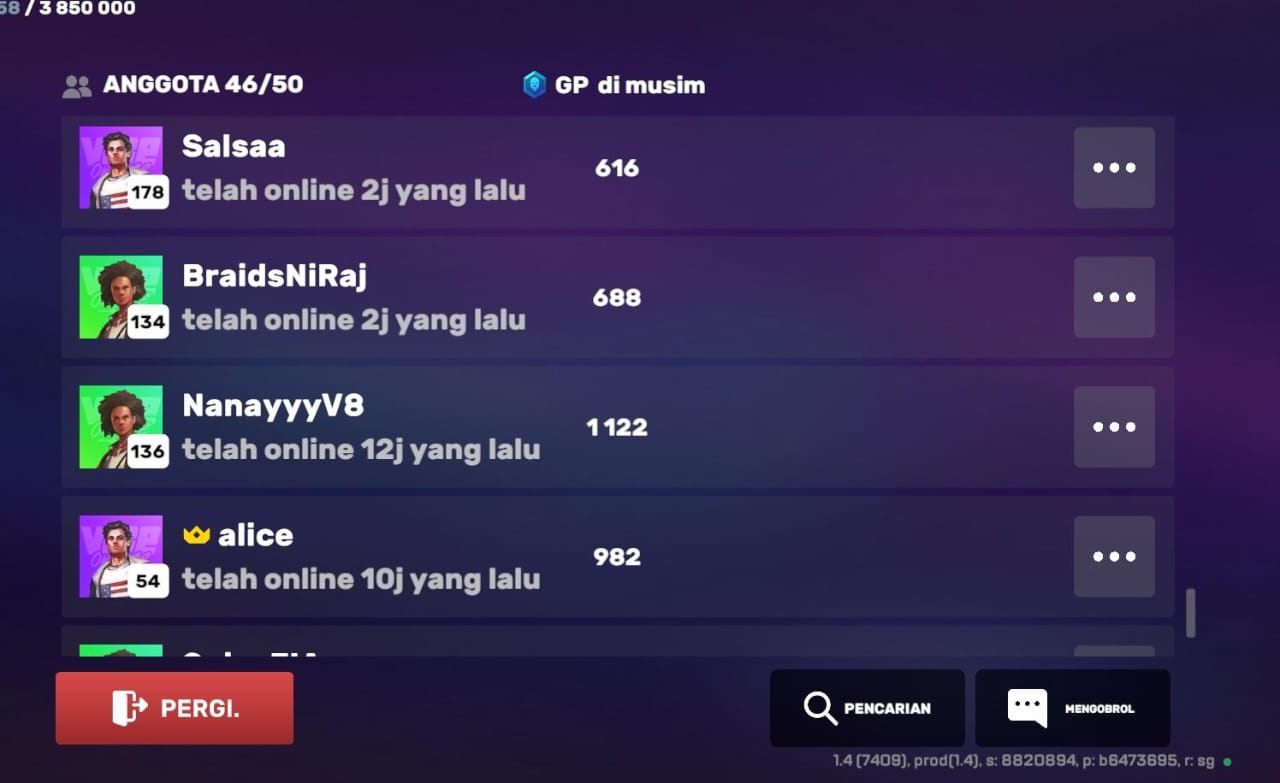 58 / 3 850 000
ANGGOTA 46/50
GP di musim
Salsaa
616
178
telah online 2j yang lalu
BraidsNiRaj
688
134
telah online 2j yang lalu
NanayyyV8
1 122
136
telah online 12j yang lalu
alice
982
54
telah online 10j yang lalu
PERGI.
PENCARIAN
MENGOBROL
1.4 (7409), prod(1.4), s: 8820894, p: b6473695, r: sg